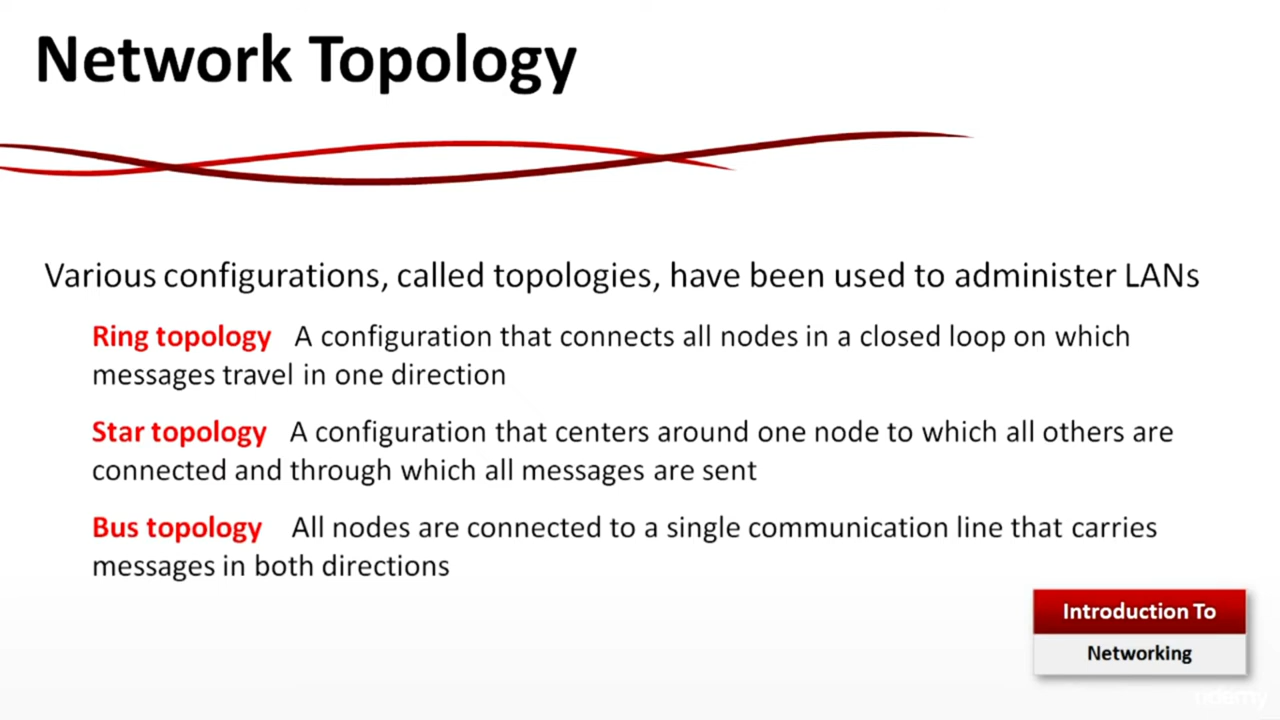 Network Topology
Various configurations, called topologies, have been used to administer LANs
Ring topology A configuration that connects all nodes in a closed loop on which
messages travel in one direction
Star topology A configuration that centers around one node to which all others are
connected and through which all messages are sent
Bus topology All nodes are connected to a single communication line that carries
messages in both directions
Introduction To
Networking
udemy